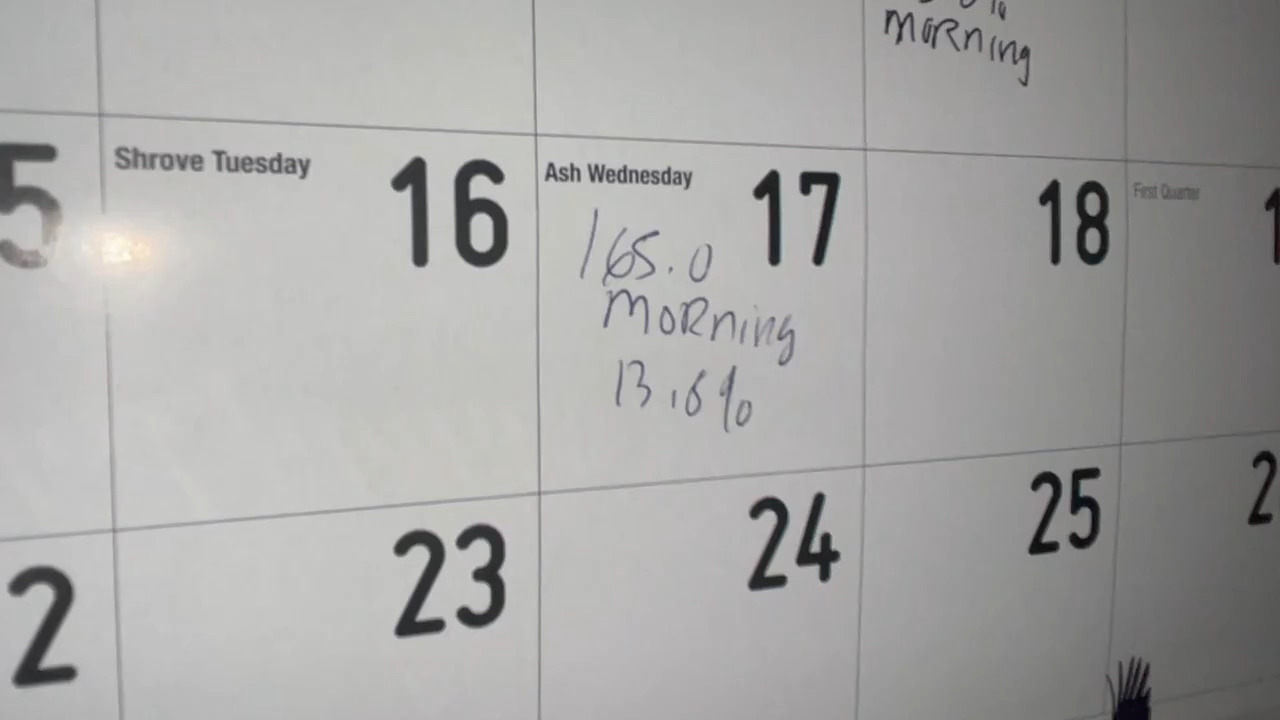 MoRning
5
Shrove Tuesday 16
Ash Wednesday 17
18
First Quarter
165.0
MoRning
13.6%
2
23
24
25
2